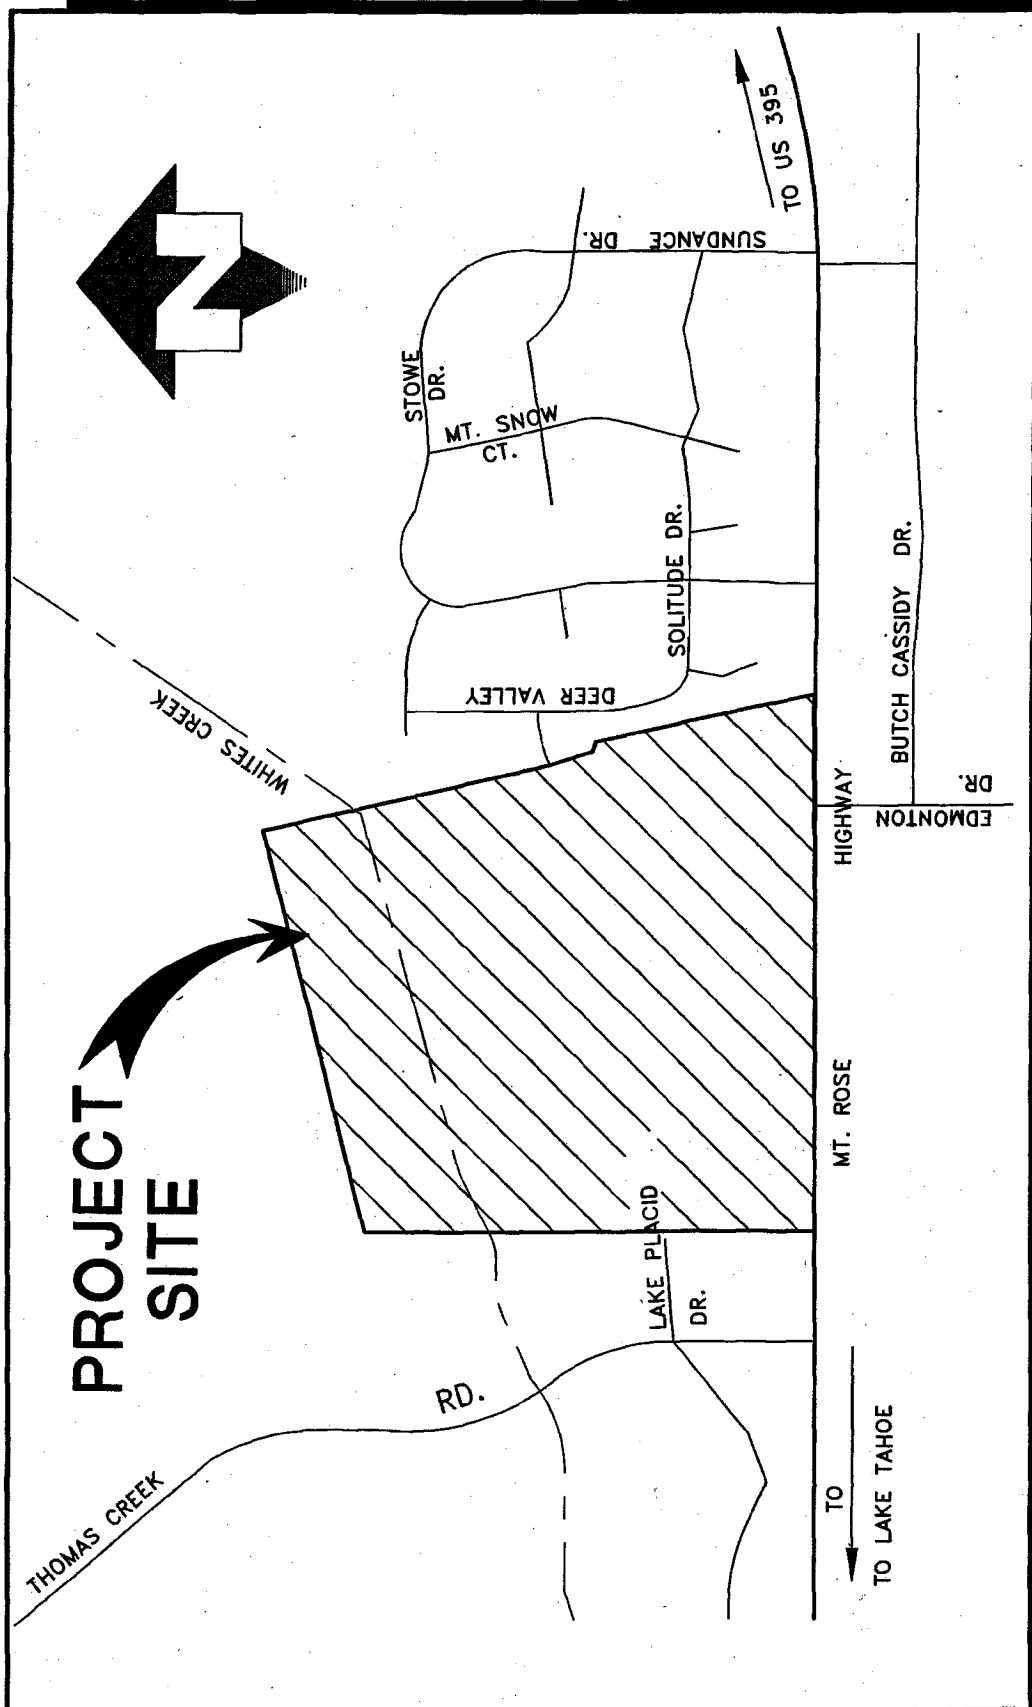 PROJECT
SITE
N
THOMAS CREEK
RD.
WHITES CREEK
STOWE
DR.
MT. SNOW
CT.
SUNDANCE DR.
TO US 395
DEER VALLEY
SOLITUDE DR.
LAKE PLACID
DR.
MT. ROSE HIGHWAY
EDMONTON
DR.
BUTCH CASSIDY DR.
TO
TO LAKE TAHOE